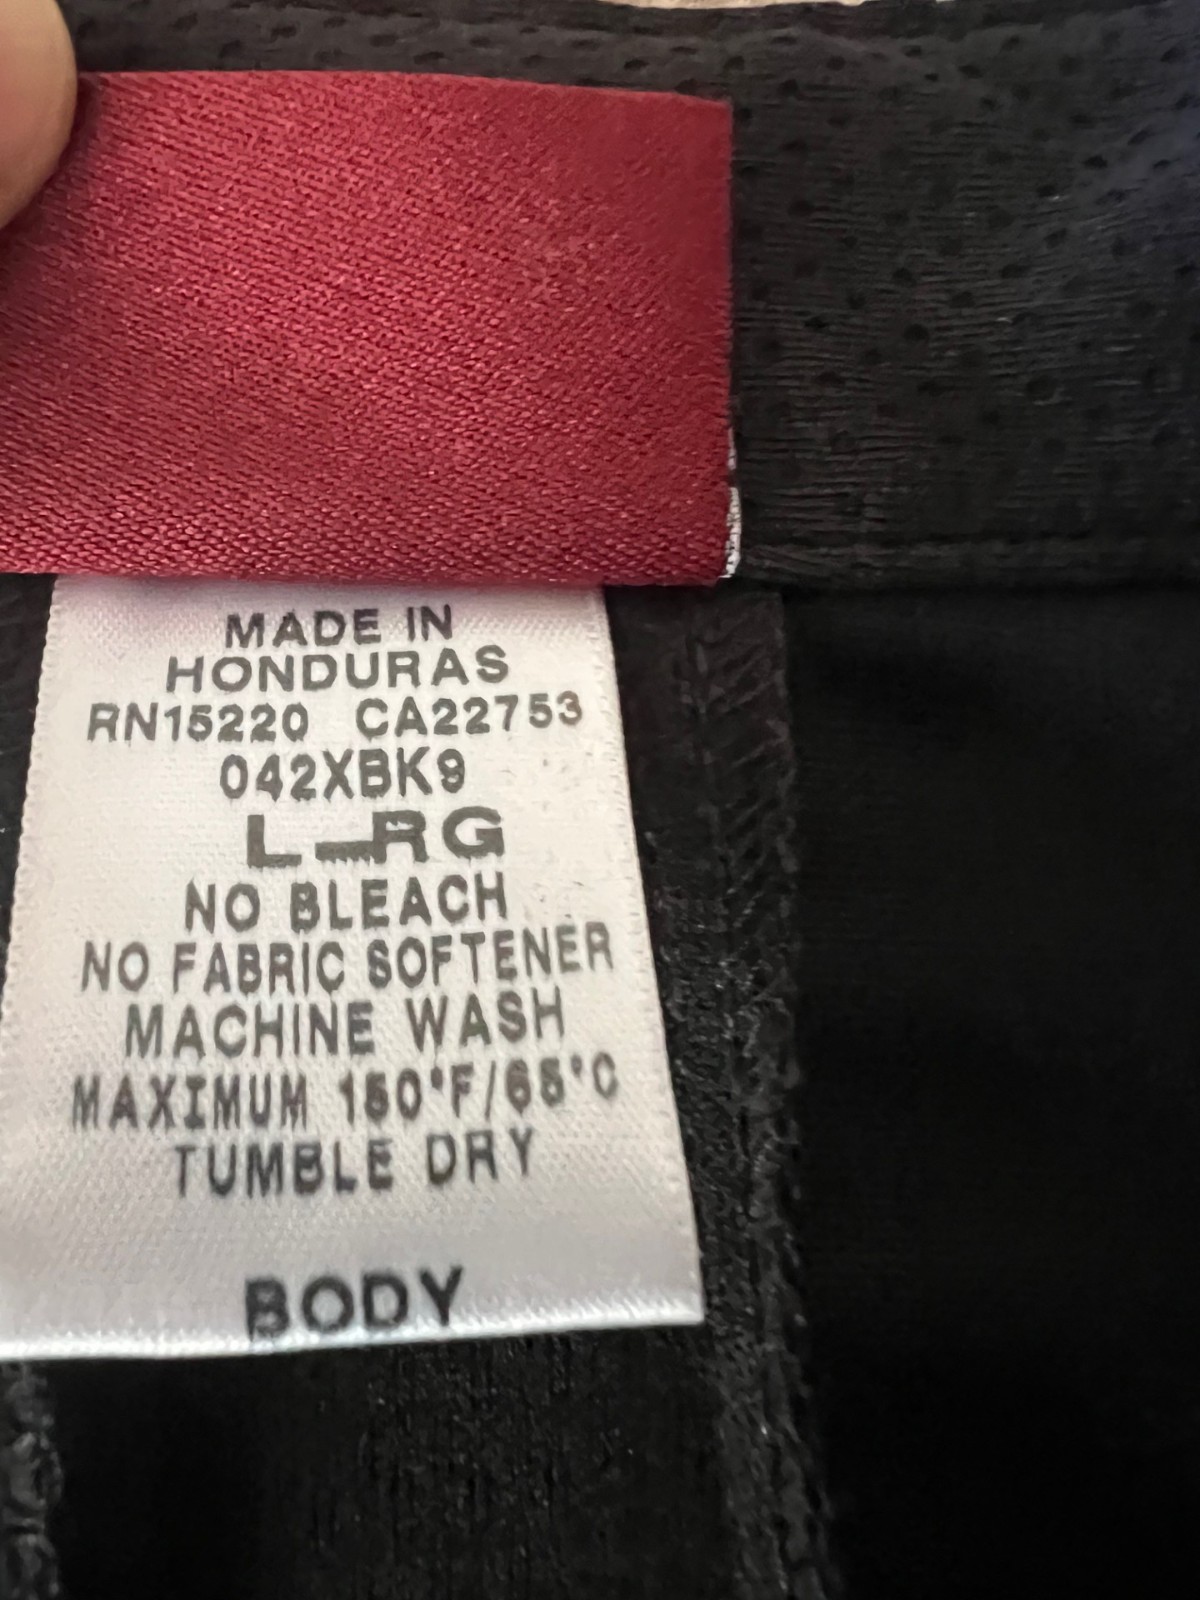 MADE IN
HONDURAS
RN15220 CA22753
042XBK9
L-RG
NO BLEACH
NO FABRIC SOFTENER
MACHINE WASH
MAXIMUM 150°F/65°C
TUMBLE DRY
BODY